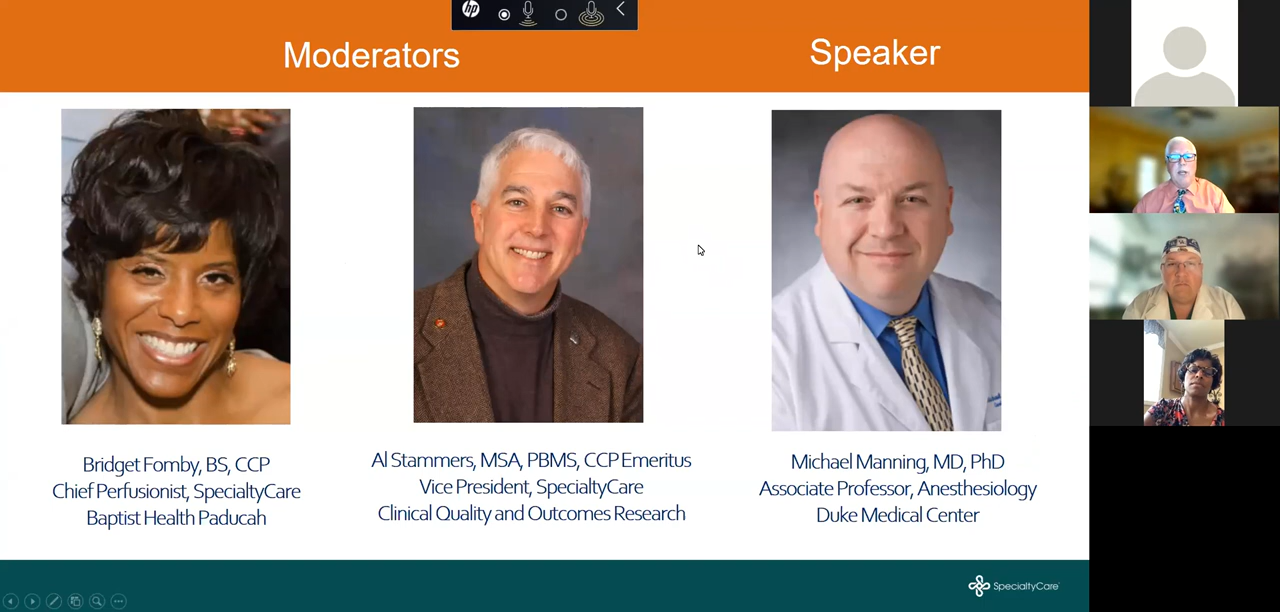 hp
Moderators
Speaker
Bridget Fomby, BS, CCP
Chief Perfusionist, SpecialtyCare
Baptist Health Paducah
Al Stammers, MSA, PBMS, CCP Emeritus
Vice President, SpecialtyCare
Clinical Quality and Outcomes Research
Michael Manning, MD, PhD
Associate Professor, Anesthesiology
Duke Medical Center
SpecialtyCare